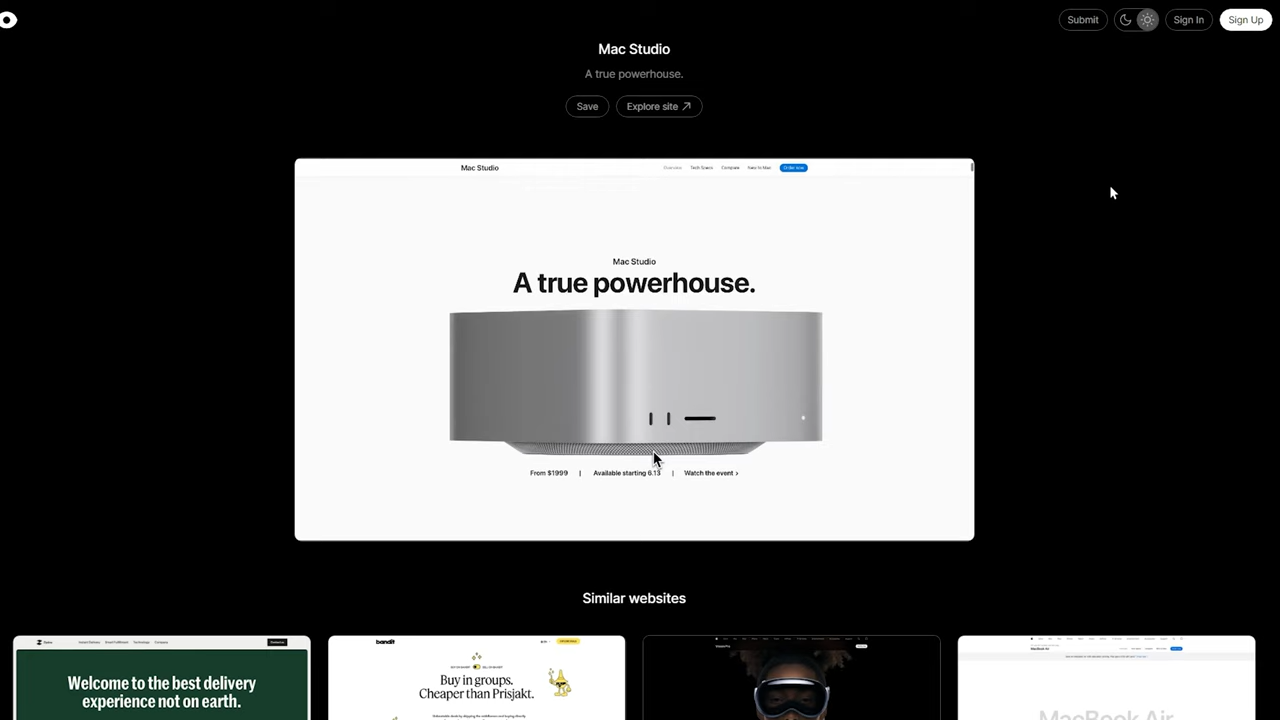 Submit
Sign In
Sign Up
Mac Studio
A true powerhouse.
Save
Explore site
Mac Studio
Overview Tech Specs Compare New to Mac Order now
Mac Studio
A true powerhouse.
From $1999 | Available starting 6.13 | Watch the event ›
Similar websites
Welcome to the best delivery
experience not on earth.
bandit
Buy in groups.
Cheaper than Prisjakt.
MacBook Air